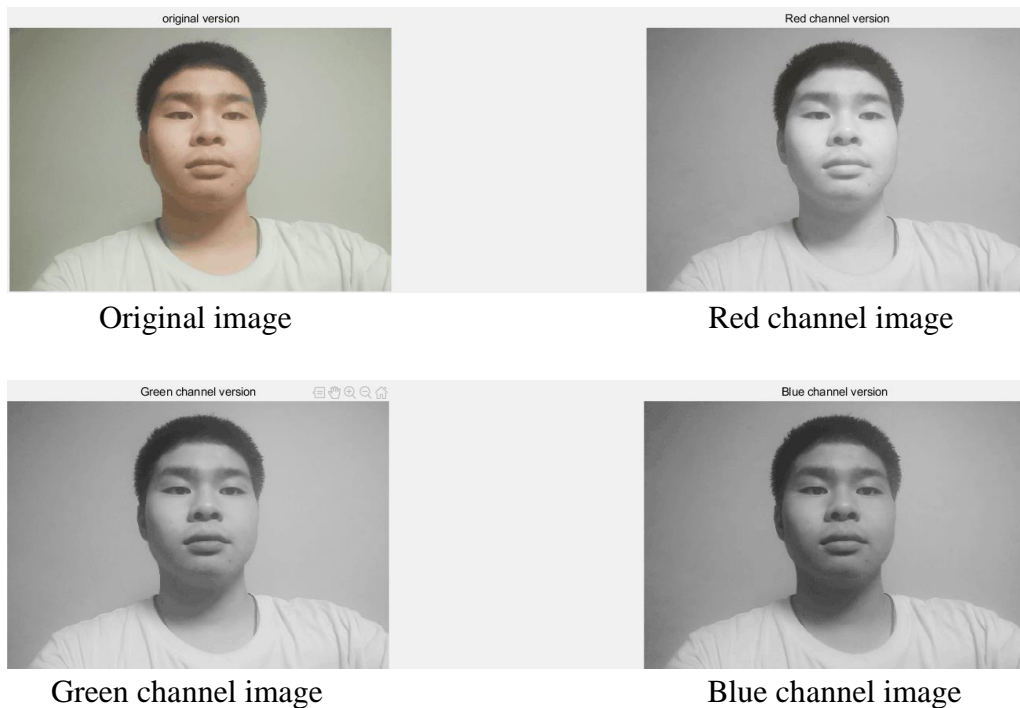 original version
Red channel version
Original image
Red channel image
Green channel version
Blue channel version
Green channel image
Blue channel image